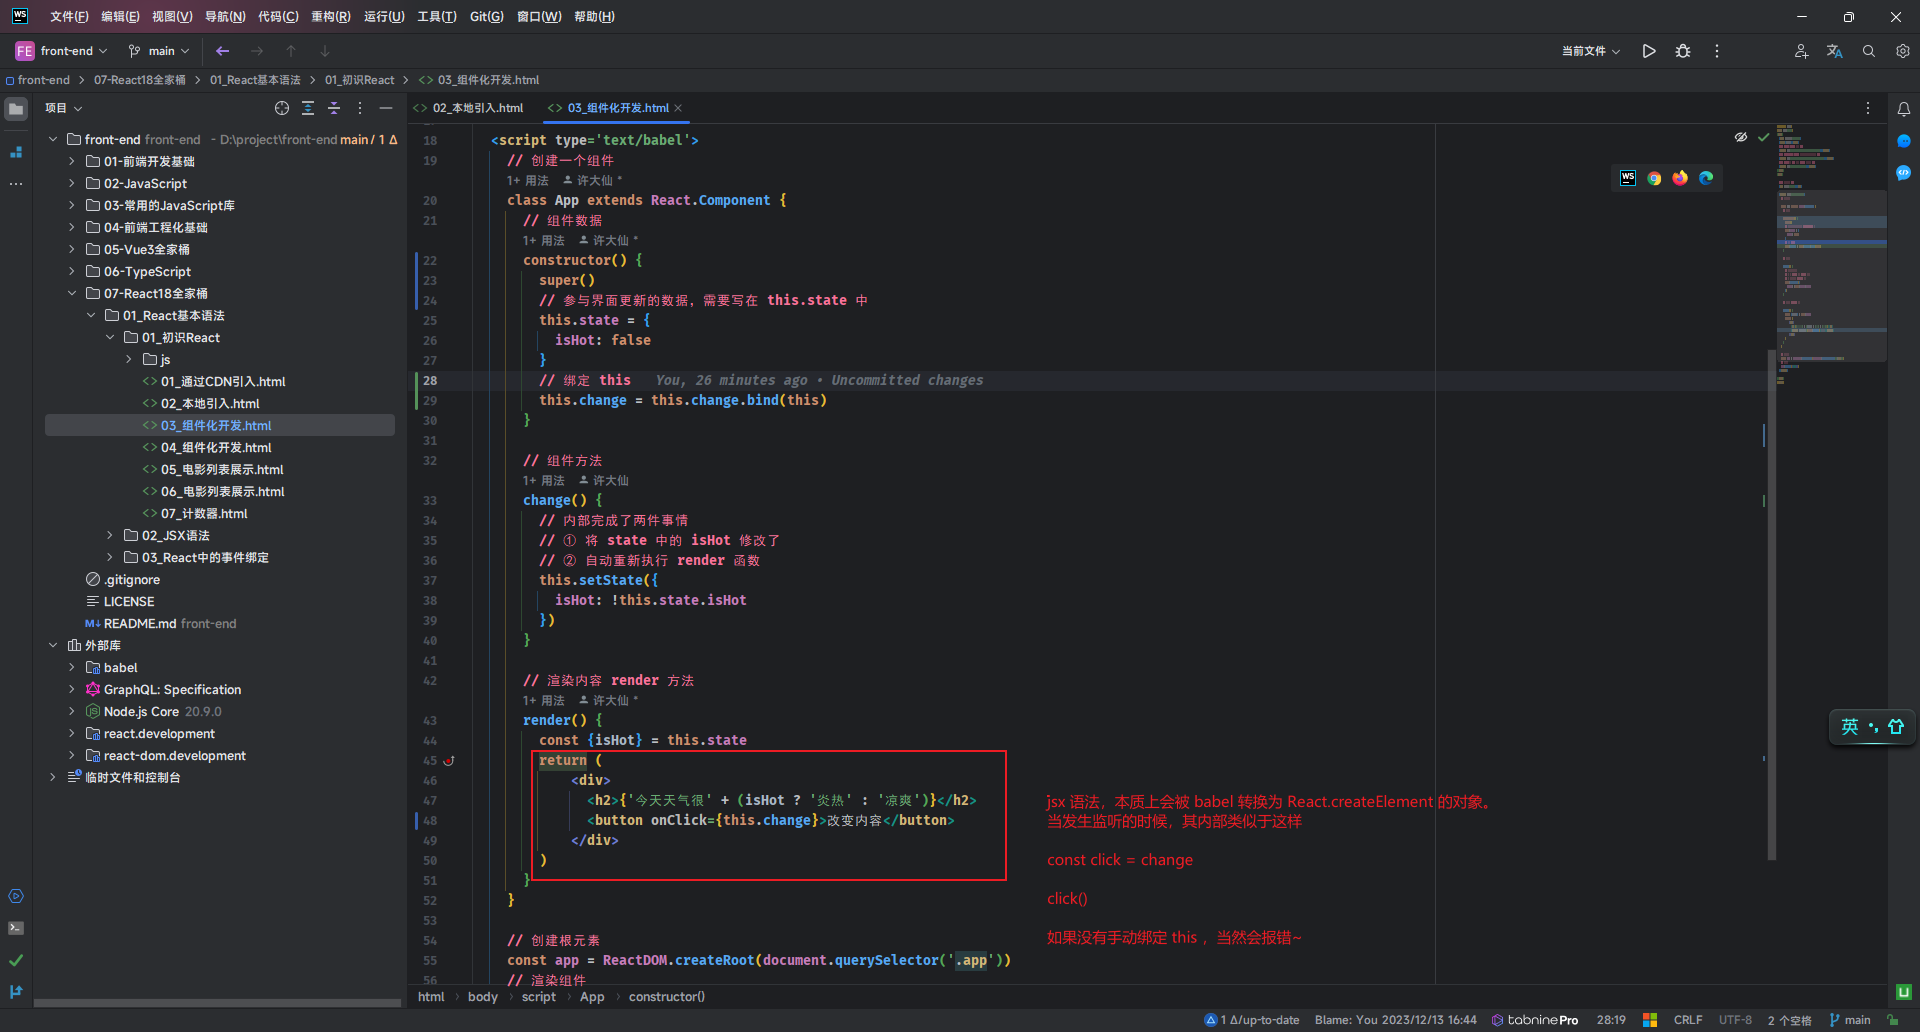 WS 文件(F) 编辑(E) 视图(V) 导航(N) 代码(C) 重构(R) 运行(U) 工具(T) Git(G) 窗口(W) 帮助(H)
FE front-end main 当前文件
front-end > 07-React18全家桶 > 01_React基本语法 > 01_初识React > <> 03_组件化开发.html
项目
front-end front-end - D:\project\front-end main / 1 Δ
01-前端开发基础
02-JavaScript
03-常用的JavaScript库
04-前端工程化基础
05-Vue3全家桶
06-TypeScript
07-React18全家桶
01_React基本语法
01_初识React
js
<> 01_通过CDN引入.html
<> 02_本地引入.html
<> 03_组件化开发.html
<> 04_组件化开发.html
<> 05_电影列表展示.html
<> 06_电影列表展示.html
<> 07_计数器.html
02_JSX语法
03_React中的事件绑定
.gitignore
LICENSE
M↓ README.md front-end
外部库
babel
GraphQL: Specification
Node.js Core 20.9.0
react.development
react-dom.development
临时文件和控制台
<> 02_本地引入.html <> 03_组件化开发.html
18 <script type='text/babel'>
19 // 创建一个组件
1+ 用法 许大仙 *
20 class App extends React.Component {
21 // 组件数据
1+ 用法 许大仙 *
22 constructor() {
23 super()
24 // 参与界面更新的数据，需要写在 this.state 中
25 this.state = {
26 isHot: false
27 }
28 // 绑定 this You, 26 minutes ago • Uncommitted changes
29 this.change = this.change.bind(this)
30 }
31
32 // 组件方法
1+ 用法 许大仙
33 change() {
34 // 内部完成了两件事情
35 // ① 将 state 中的 isHot 修改了
36 // ② 自动重新执行 render 函数
37 this.setState({
38 isHot: !this.state.isHot
39 })
40 }
41
42 // 渲染内容 render 方法
1+ 用法 许大仙 *
43 render() {
44 const {isHot} = this.state
45 return (
46 <div>
47 <h2>{'今天天气很' + (isHot ? '炎热' : '凉爽')}</h2>
48 <button onClick={this.change}>改变内容</button>
49 </div>
50 )
51 }
52 }
53
54 // 创建根元素
55 const app = ReactDOM.createRoot(document.querySelector('.app'))
56 // 渲染组件
jsx 语法，本质上会被 babel 转换为 React.createElement 的对象。
当发生监听的时候，其内部类似于这样
const click = change
click()
如果没有手动绑定 this ，当然会报错~
WS
英
html > body > script > App > constructor()
1 Δ/up-to-date Blame: You 2023/12/13 16:44 tabnine Pro 28:19 CRLF UTF-8 2 个空格 main